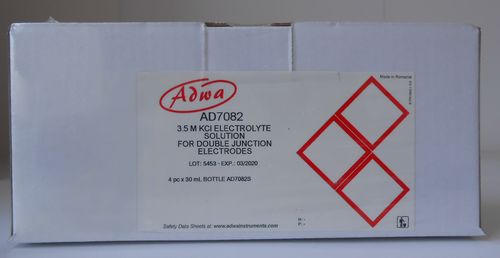 Adwa
Made in Romania
AD7082
3.5 M KCl ELECTROLYTE
SOLUTION
FOR DOUBLE JUNCTION
ELECTRODES
LOT: 5453 - EXP.: 03/2020
4 pc x 30 mL BOTTLE AD7082S
H: -
P: -
Safety Data Sheets at: www.adwainstruments.com